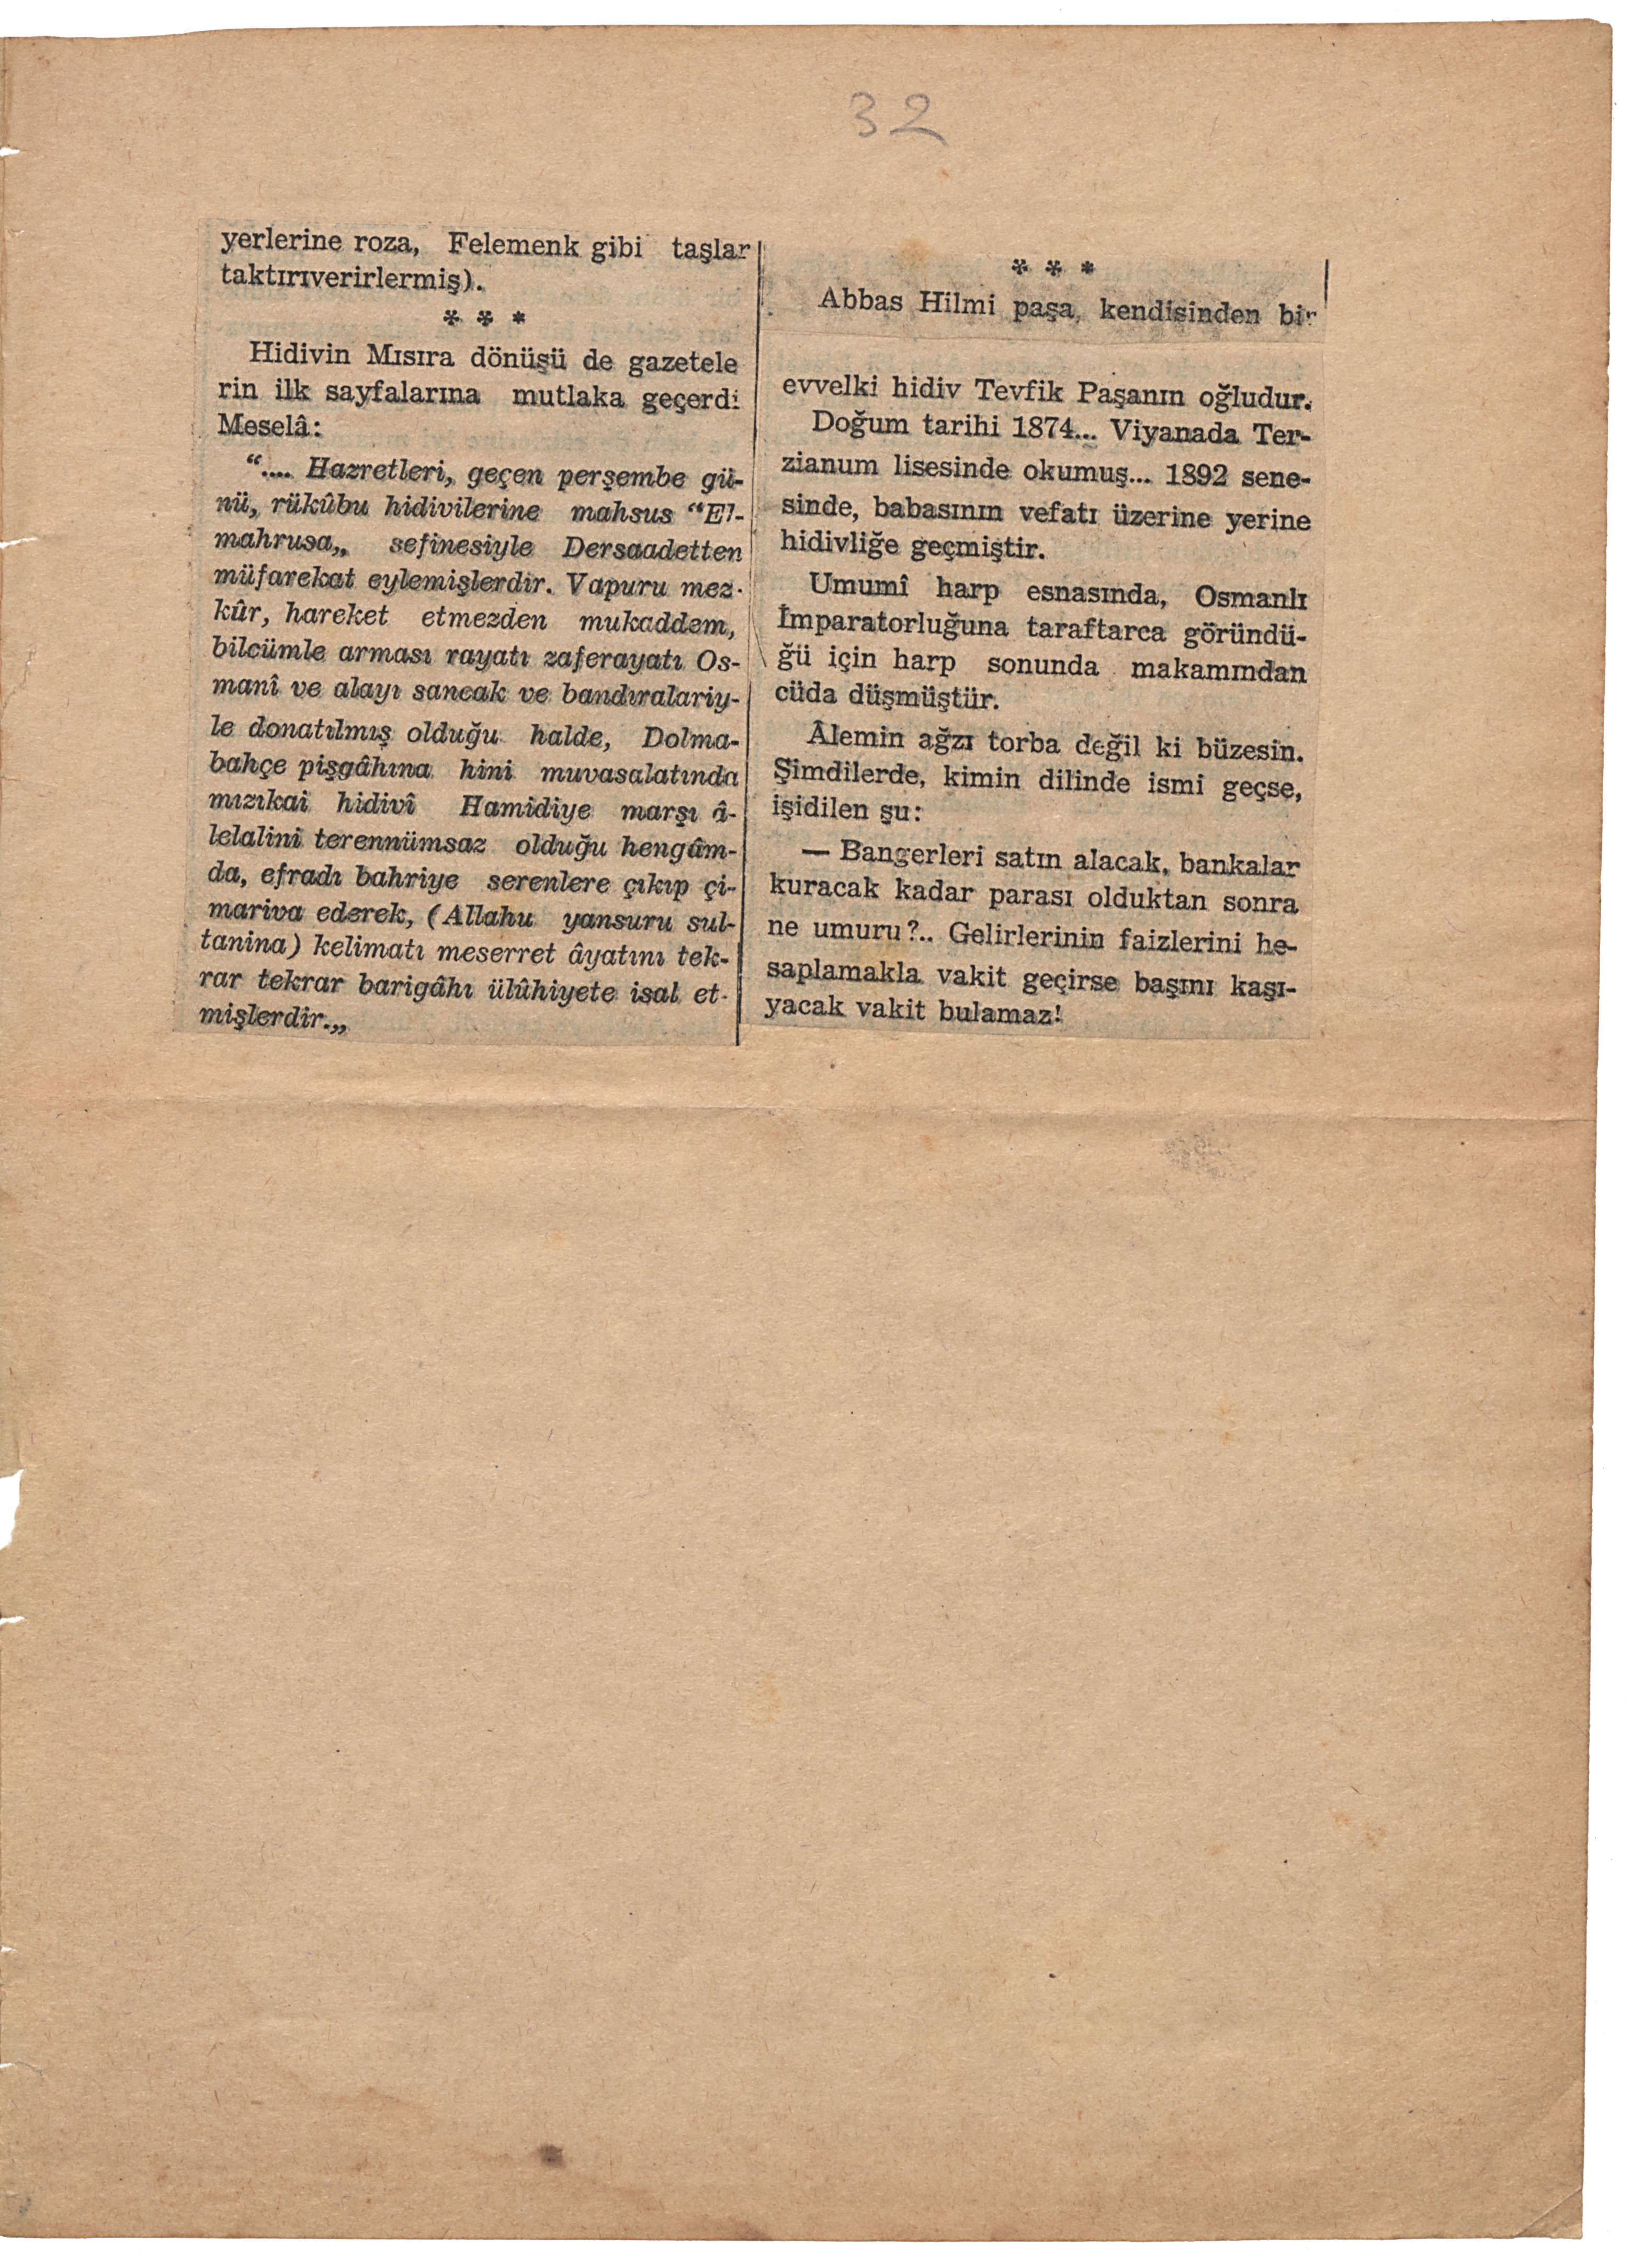 32
yerlerine roza, Felemenk gibi taşlar
taktırıverirlermiş).
* * *
Hidivin Mısıra dönüşü de gazetele
rin ilk sayfalarına mutlaka geçerdi
Meselâ:
“.... Hazretleri, geçen perşembe gü-
nü, rükûbu hidivilerine mahsus “El-
mahrusa„ sefinesiyle Dersaadetten
müfarekat eylemişlerdir. Vapuru mez-
kûr, hareket etmezden mukaddem,
bilcümle arması rayatı zaferayatı Os-
manî ve alayı sancak ve bandıralariy-
le donatılmış olduğu halde, Dolma-
bahçe pişgâhına hini muvasalatında
mızıkai hidivî Hamidiye marşı â-
lelalini terennümsaz olduğu hengâm-
da, efradı bahriye serenlere çıkıp çi-
mariva ederek, (Allahu yansuru sul-
tanina) kelimatı meserret âyatını tek-
rar tekrar barigâhı ülûhiyete isal et-
mişlerdir.„
* * *
Abbas Hilmi paşa, kendisinden bir
evvelki hidiv Tevfik Paşanın oğludur.
Doğum tarihi 1874... Viyanada Ter-
zianum lisesinde okumuş... 1892 sene-
sinde, babasının vefatı üzerine yerine
hidivliğe geçmiştir.
Umumî harp esnasında, Osmanlı
İmparatorluğuna taraftarca göründü-
ğü için harp sonunda makamından
cüda düşmüştür.
Âlemin ağzı torba değil ki büzesin.
Şimdilerde, kimin dilinde ismi geçse,
işidilen şu:
— Bangerleri satın alacak, bankalar
kuracak kadar parası olduktan sonra
ne umuru?.. Gelirlerinin faizlerini he-
saplamakla vakit geçirse başını kaşı-
yacak vakit bulamaz!